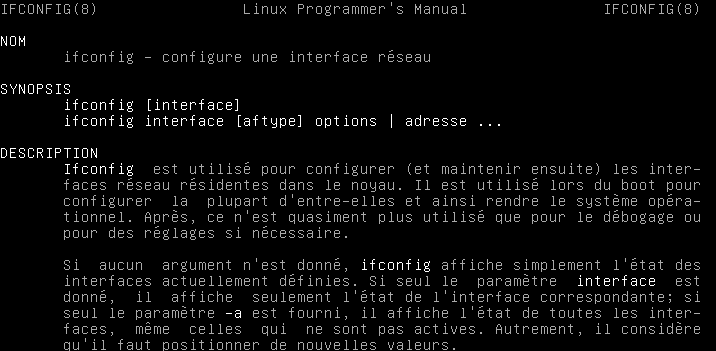 IFCONFIG(8) Linux Programmer's Manual IFCONFIG(8)
NOM
ifconfig - configure une interface réseau
SYNOPSIS
ifconfig [interface]
ifconfig interface [aftype] options | adresse ...
DESCRIPTION
Ifconfig est utilisé pour configurer (et maintenir ensuite) les inter-
faces réseau résidentes dans le noyau. Il est utilisé lors du boot pour
configurer la plupart d'entre-elles et ainsi rendre le système opéra-
tionnel. Après, ce n'est quasiment plus utilisé que pour le débogage ou
pour des réglages si nécessaire.
Si aucun argument n'est donné, ifconfig affiche simplement l'état des
interfaces actuellement définies. Si seul le paramètre interface est
donné, il affiche seulement l'état de l'interface correspondante; si
seul le paramètre -a est fourni, il affiche l'état de toutes les inter-
faces, même celles qui ne sont pas actives. Autrement, il considère
qu'il faut positionner de nouvelles valeurs.